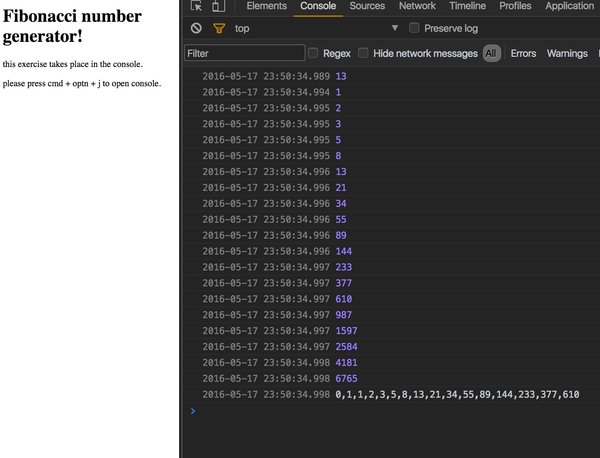 Fibonacci number
generator!
this exercise takes place in the console.
please press cmd + optn + j to open console.
Elements Console Sources Network Timeline Profiles Application
top Preserve log
Filter Regex Hide network messages All Errors Warnings
2016-05-17 23:50:34.989 13
2016-05-17 23:50:34.994 1
2016-05-17 23:50:34.995 2
2016-05-17 23:50:34.995 3
2016-05-17 23:50:34.995 5
2016-05-17 23:50:34.995 8
2016-05-17 23:50:34.996 13
2016-05-17 23:50:34.996 21
2016-05-17 23:50:34.996 34
2016-05-17 23:50:34.996 55
2016-05-17 23:50:34.996 89
2016-05-17 23:50:34.996 144
2016-05-17 23:50:34.997 233
2016-05-17 23:50:34.997 377
2016-05-17 23:50:34.997 610
2016-05-17 23:50:34.997 987
2016-05-17 23:50:34.997 1597
2016-05-17 23:50:34.997 2584
2016-05-17 23:50:34.998 4181
2016-05-17 23:50:34.998 6765
2016-05-17 23:50:34.998 0,1,1,2,3,5,8,13,21,34,55,89,144,233,377,610